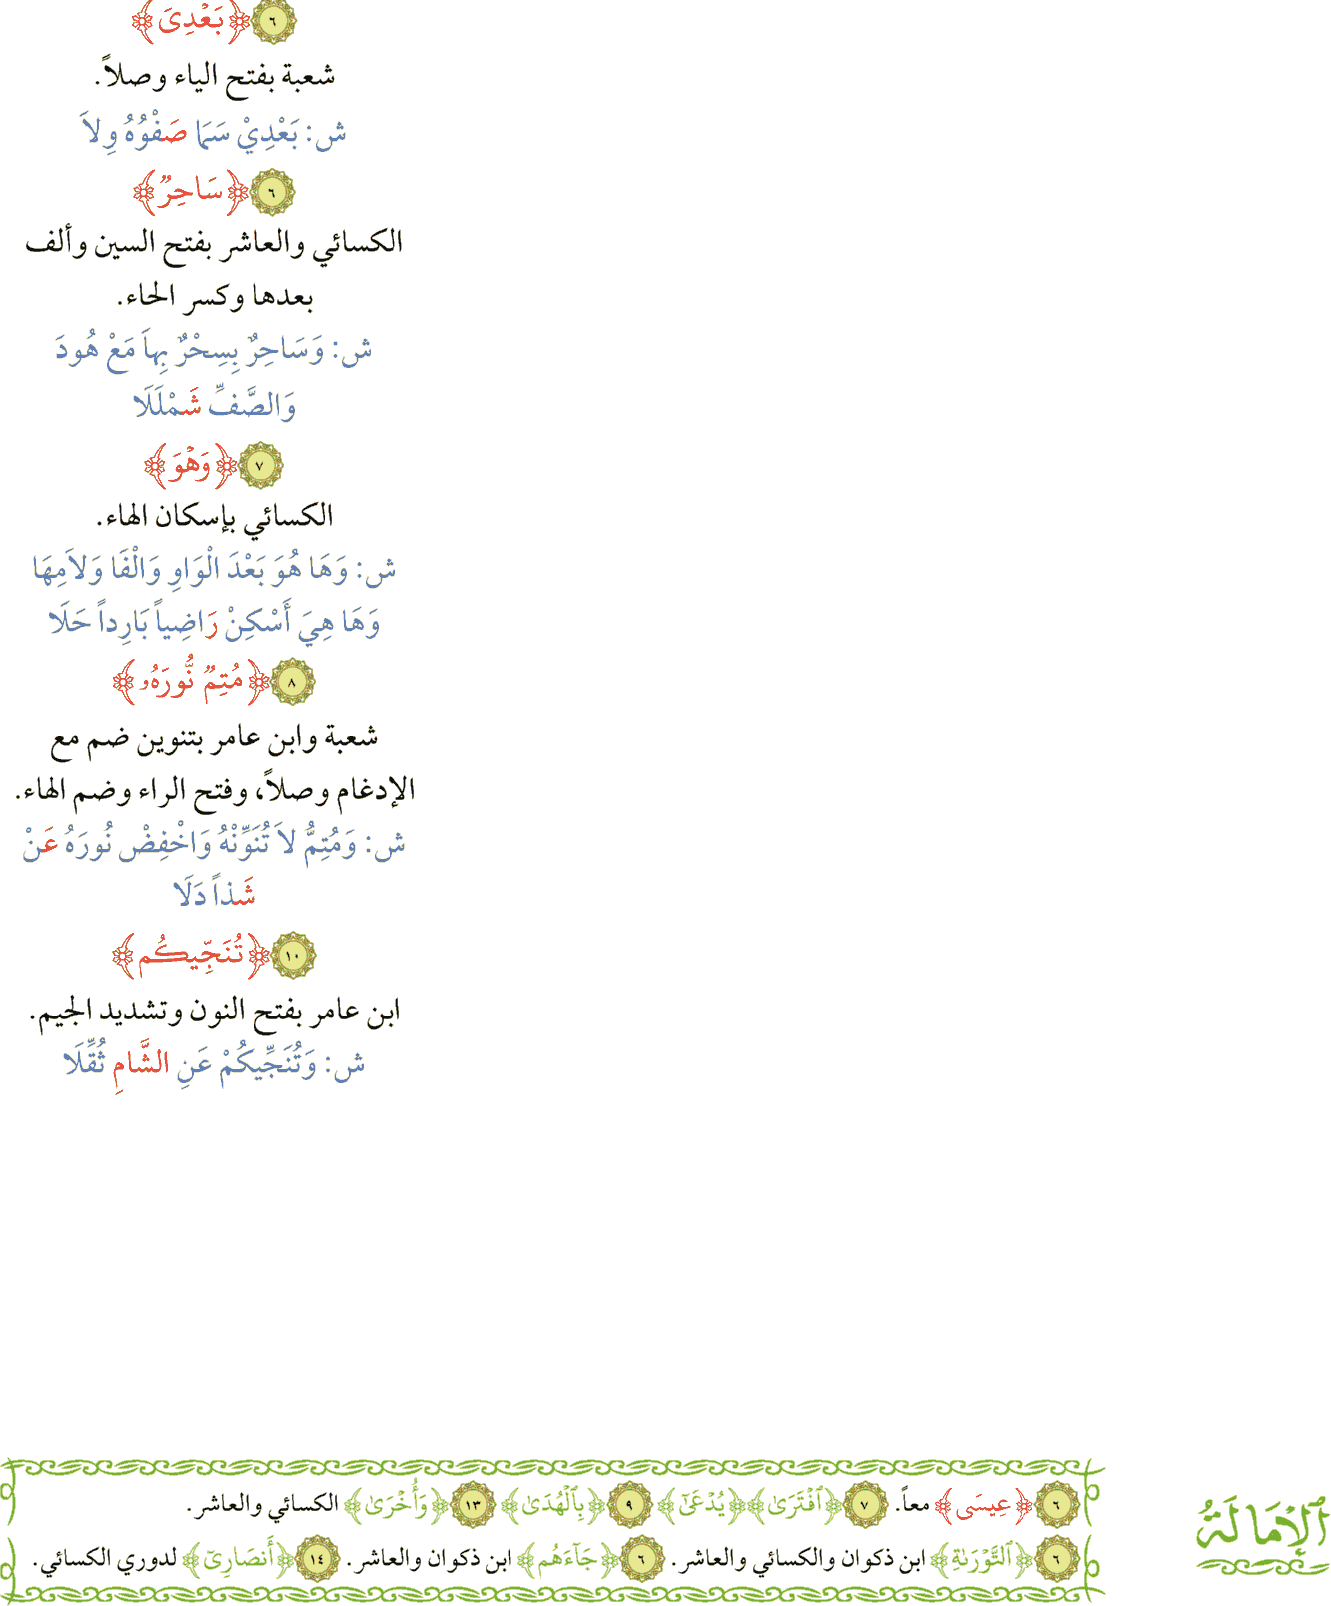 ٦ ﴿بَعْدِىَ﴾
شعبة بفتح الياء وصلاً.
ش: بَعْدِيْ سَمَا صَفْوُهُ وِلاَ
٦ ﴿سَاحِرٌ﴾
الكسائي والعاشر بفتح السين وألف
بعدها وكسر الحاء.
ش: وَسَاحِرٌ بِسِحْرٌ بِهاَ مَعْ هُودَ
وَالصَّفِّ شَمْلَلَا
٧ ﴿وَهْوَ﴾
الكسائي بإسكان الهاء.
ش: وَهَا هُوَ بَعْدَ الْوَاوِ وَالْفَا وَلاَمِهَا
وَهَا هِيَ أَسْكِنْ رَاضِياً بَارِداً حَلَا
٨ ﴿مُتِمٌّ نُّورَهُۥ﴾
شعبة وابن عامر بتنوين ضم مع
الإدغام وصلاً، وفتح الراء وضم الهاء.
ش: وَمُتِمُّ لاَ تُنَوِّنْهُ وَاخْفِضْ نُورَهُ عَنْ
شَذاً دَلَا
١٠ ﴿تُنَجِّيكُم﴾
ابن عامر بفتح النون وتشديد الجيم.
ش: وَتُنَجِّيكُمْ عَنِ الشَّامِ ثُقِّلَا
ٱلْإِمَالَةُ
٦ ﴿عِيسَى﴾ معاً. ٧ ﴿ٱفْتَرَىٰ﴾ ﴿يُدْعَىٰٓ﴾ ٩ ﴿بِٱلْهُدَىٰ﴾ ١٣ ﴿وَأُخْرَىٰ﴾ الكسائي والعاشر.
٦ ﴿ٱلتَّوْرَىٰةِ﴾ ابن ذكوان والكسائي والعاشر. ٦ ﴿جَآءَهُم﴾ ابن ذكوان والعاشر. ١٤ ﴿أَنصَارِىٓ﴾ لدوري الكسائي.